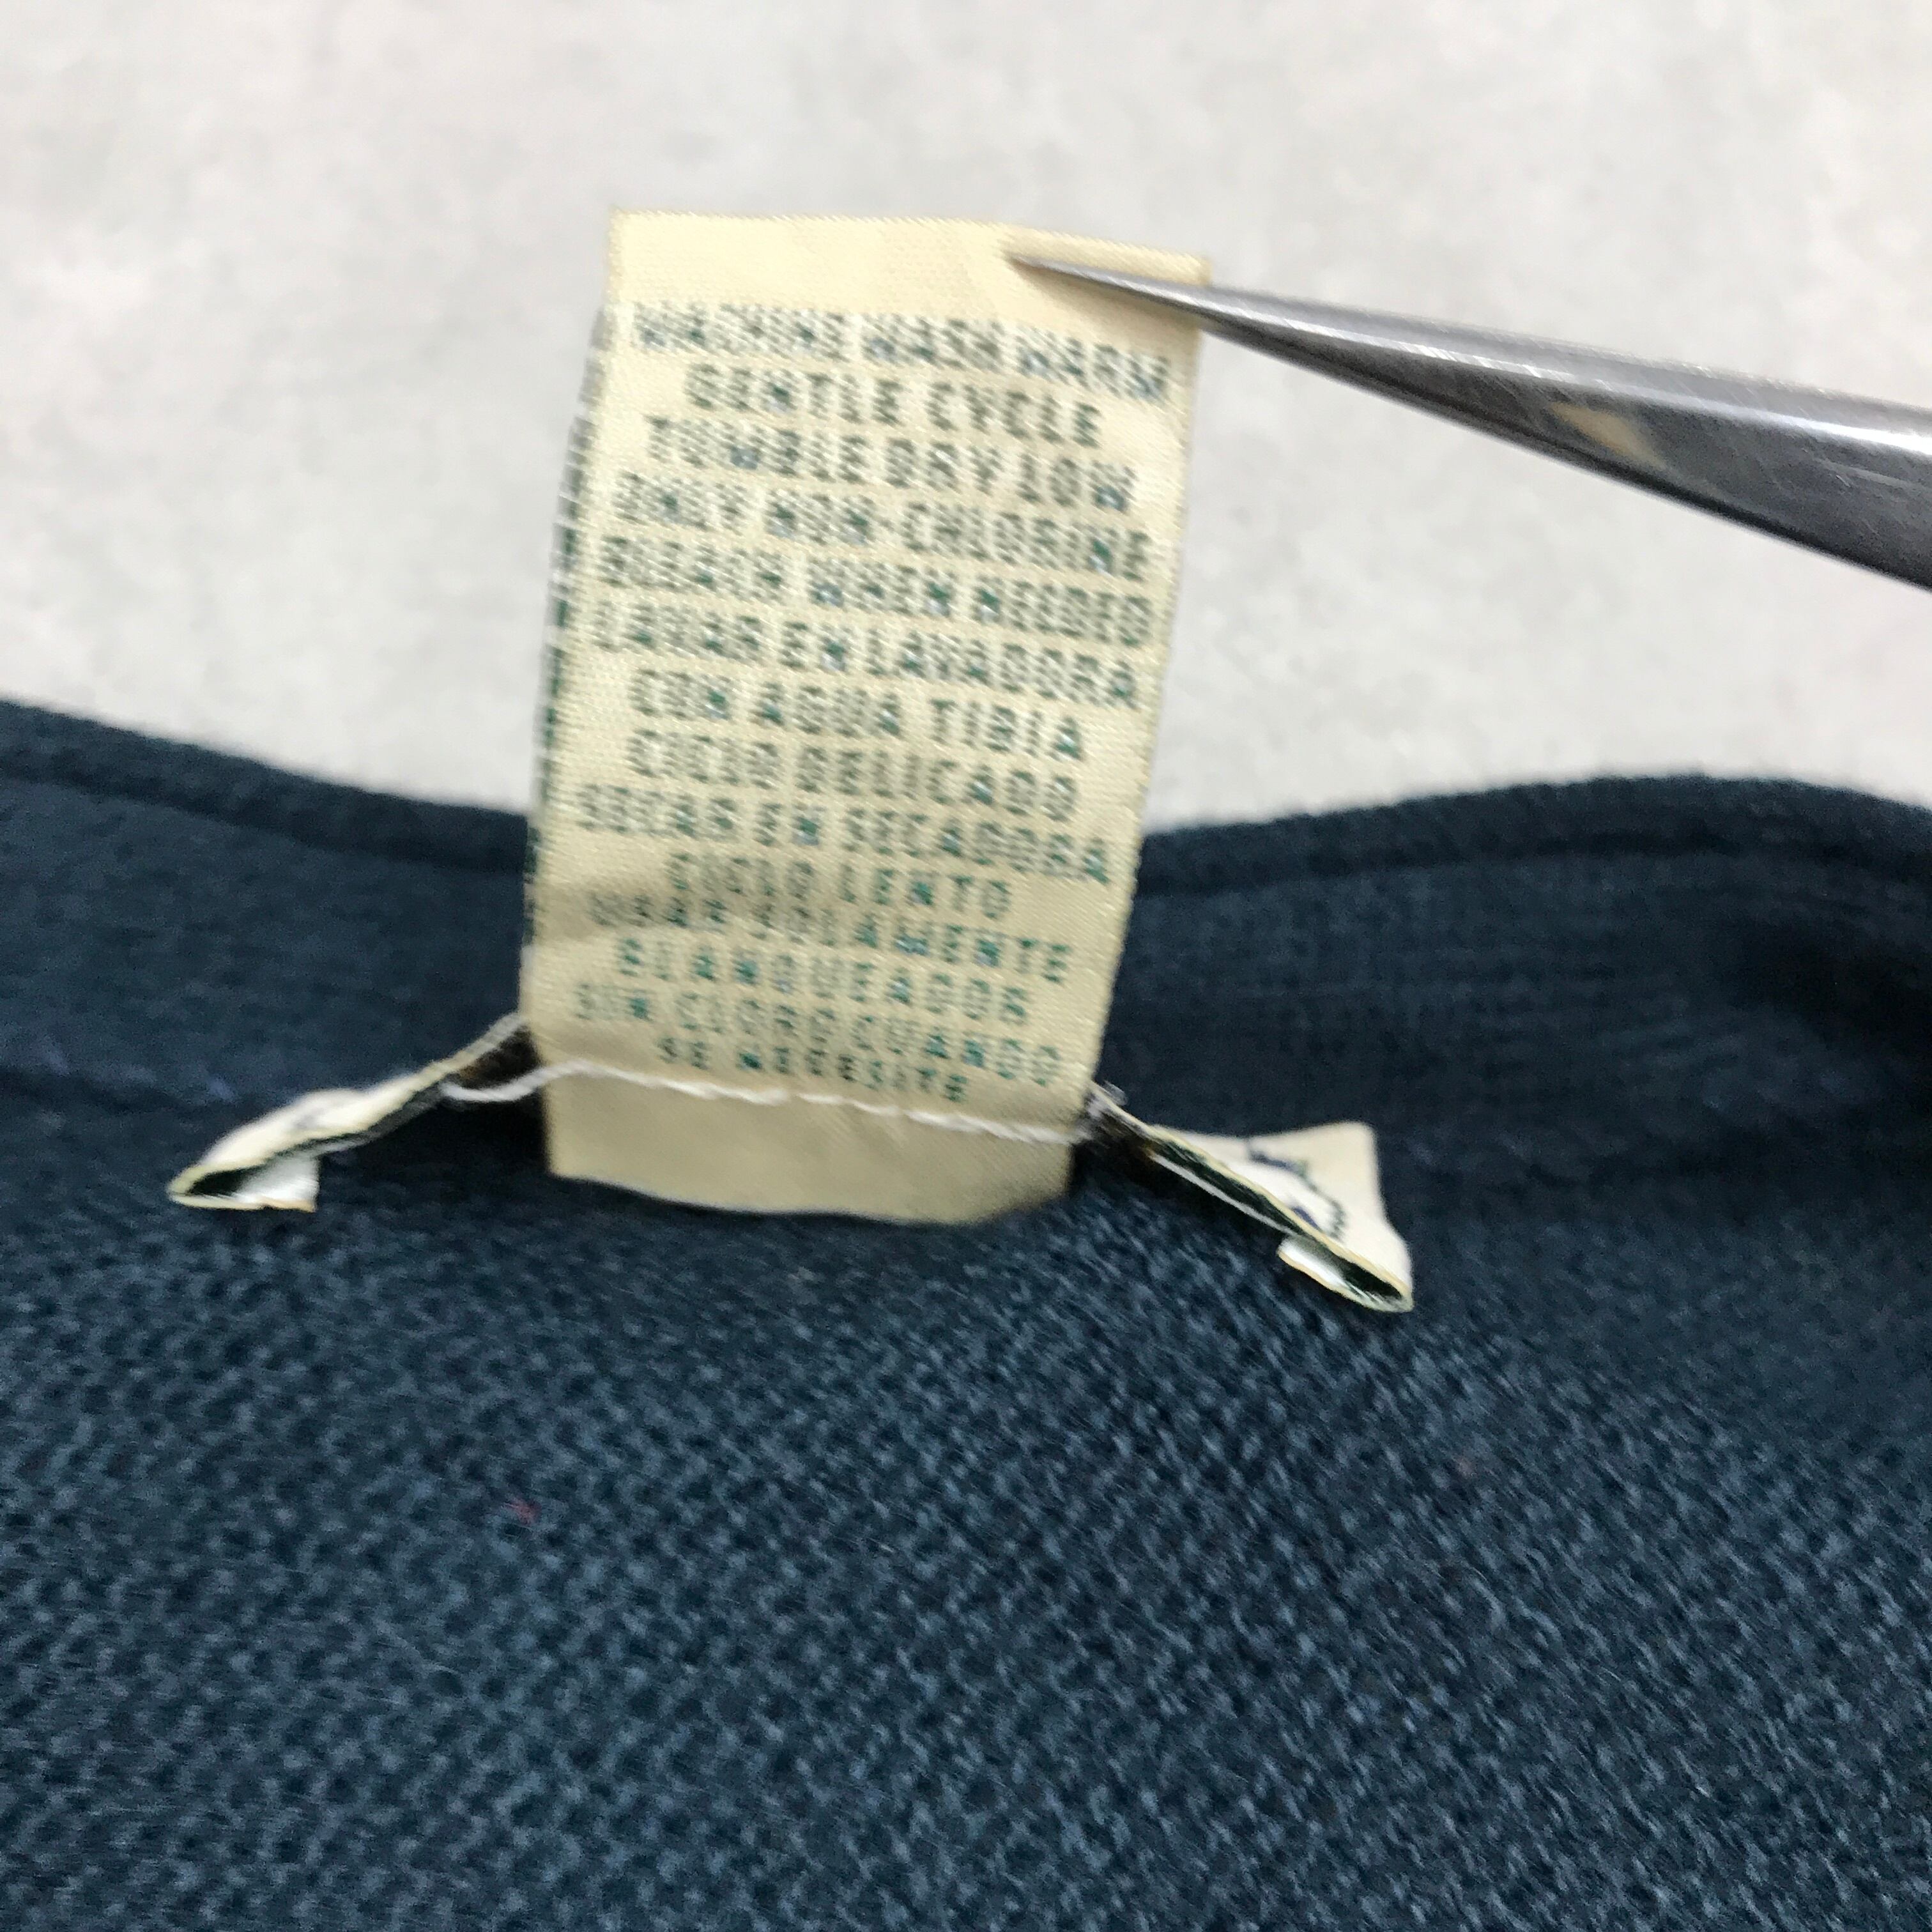 MACHINE WASH WARM
GENTLE CYCLE
TUMBLE DRY LOW
ONLY NON-CHLORINE
BLEACH WHEN NEEDED
LAVAR EN LAVADORA
CON AGUA TIBIA
CICLO DELICADO
SECAR EN SECADORA
CICLO LENTO
USAR SOLAMENTE
BLANQUEADOR
SIN CLORO CUANDO
SE NECESITE